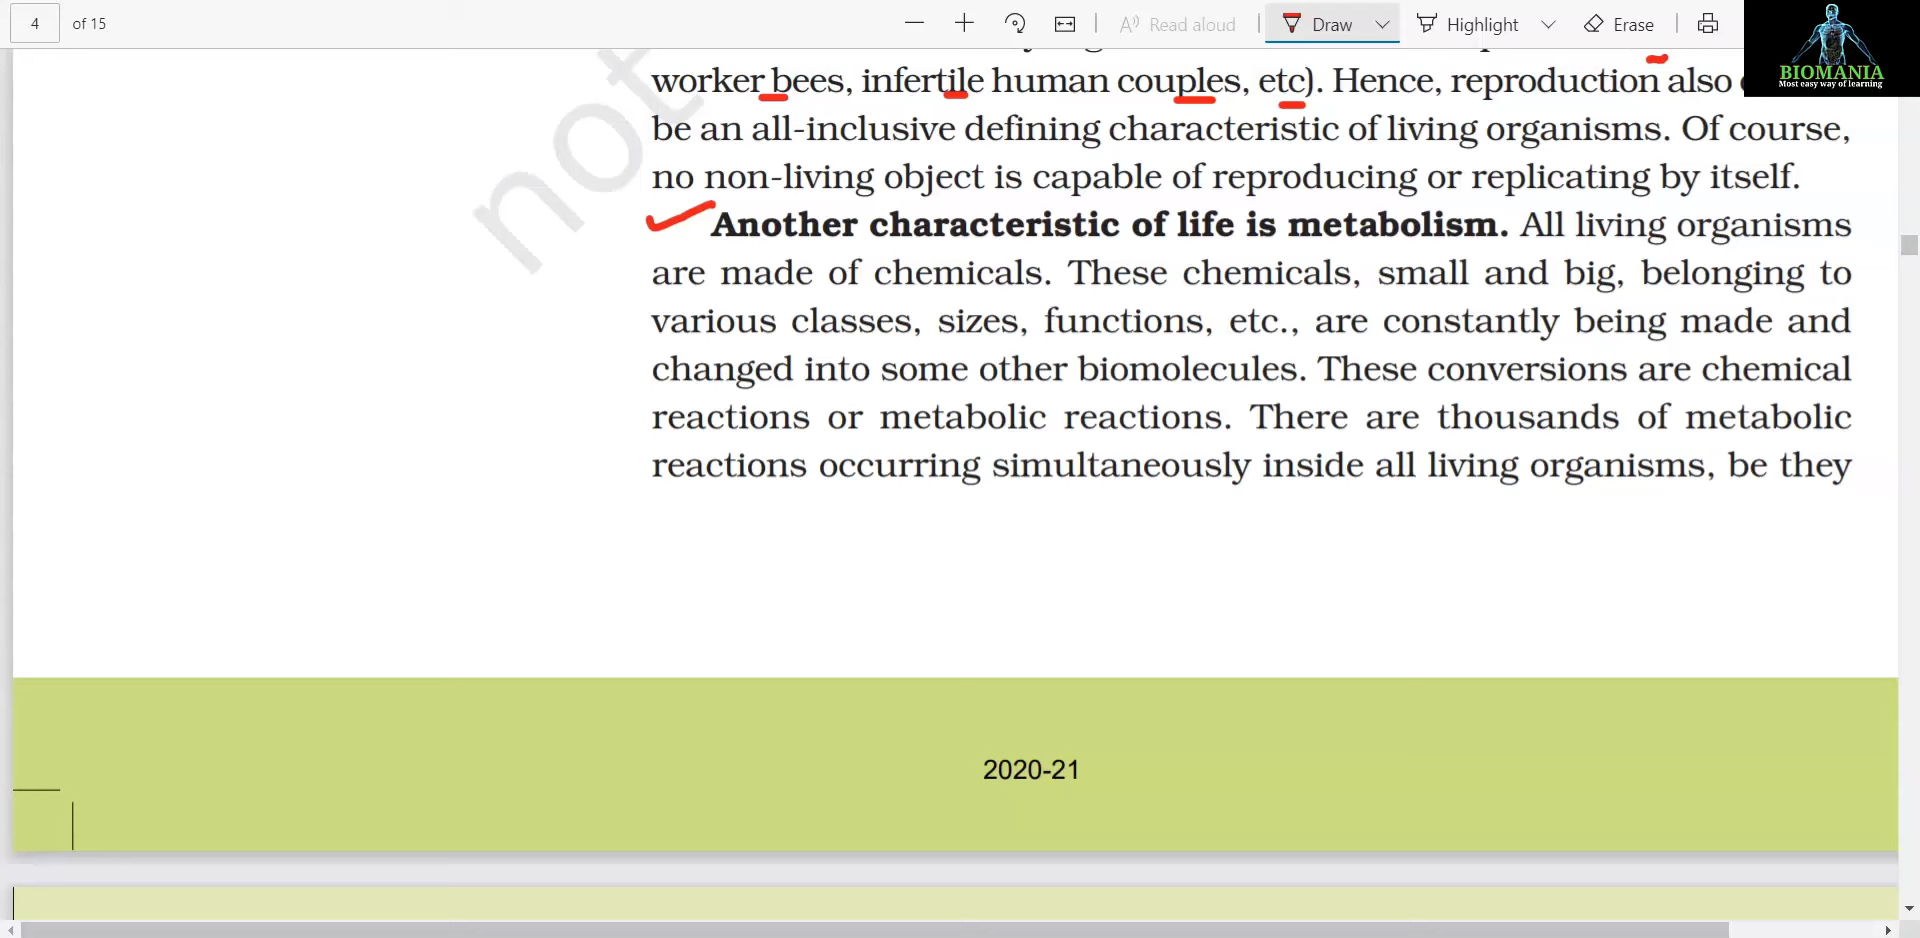 4 of 15 Read aloud Draw Highlight Erase
BIOMANIA
Most easy way of learning
worker bees, infertile human couples, etc). Hence, reproduction also
be an all-inclusive defining characteristic of living organisms. Of course,
no non-living object is capable of reproducing or replicating by itself.
Another characteristic of life is metabolism. All living organisms
are made of chemicals. These chemicals, small and big, belonging to
various classes, sizes, functions, etc., are constantly being made and
changed into some other biomolecules. These conversions are chemical
reactions or metabolic reactions. There are thousands of metabolic
reactions occurring simultaneously inside all living organisms, be they
not
2020-21